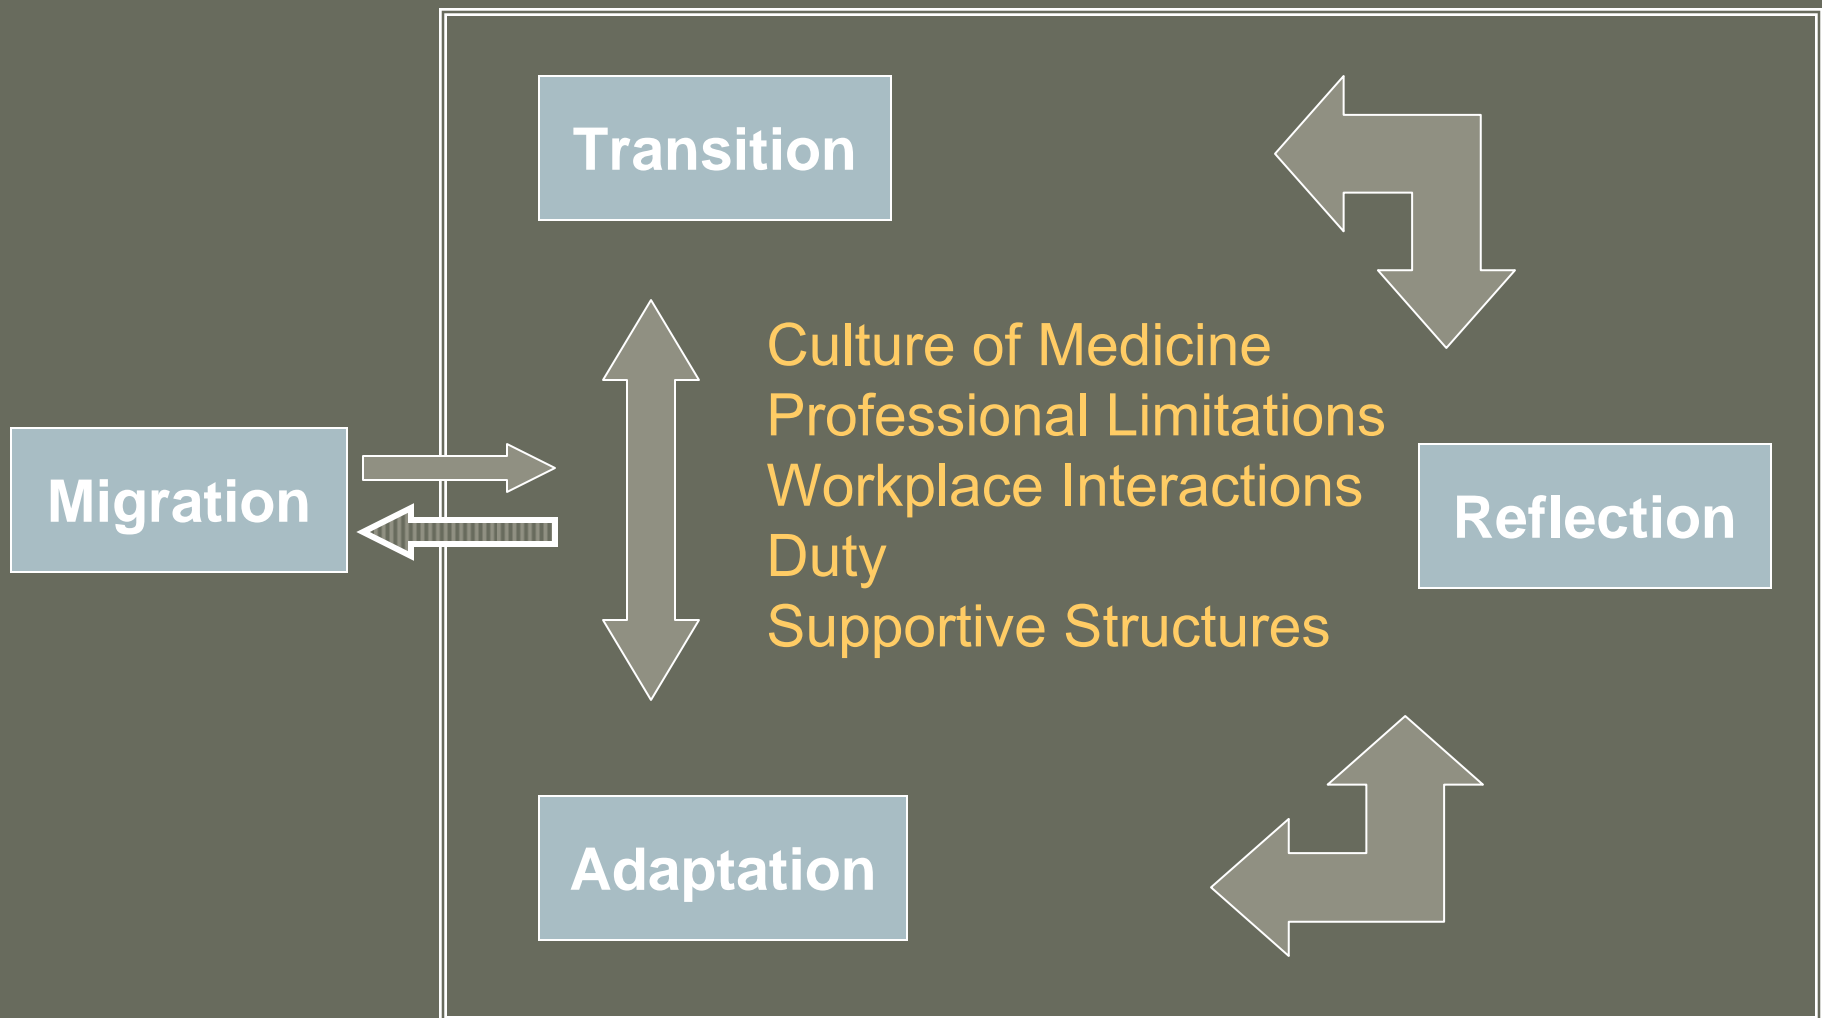 Transition
Culture of Medicine
Professional Limitations
Workplace Interactions
Duty
Supportive Structures
Migration
Reflection
Adaptation